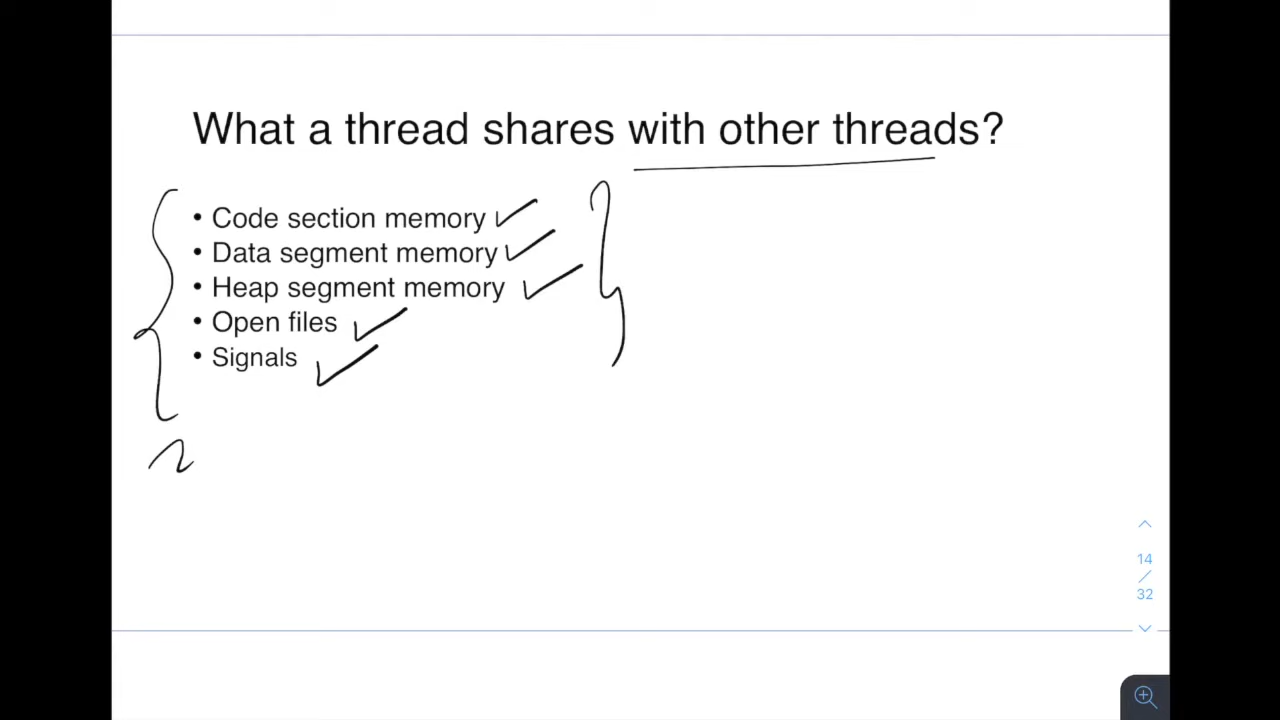 What a thread shares with other threads?
• Code section memory
• Data segment memory
• Heap segment memory
• Open files
• Signals
14
/
32